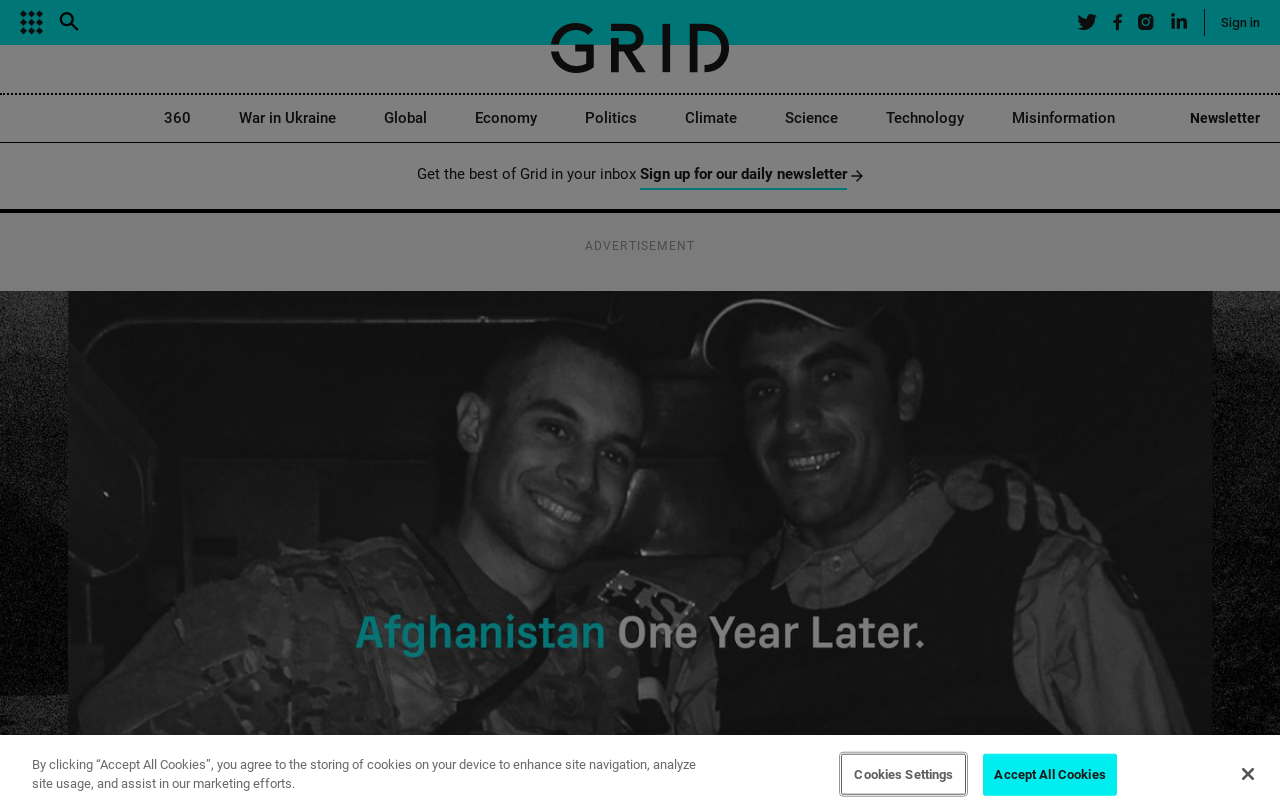 Sign in
GRID
360 War in Ukraine Global Economy Politics Climate Science Technology Misinformation Newsletter
Get the best of Grid in your inbox Sign up for our daily newsletter
ADVERTISEMENT
Afghanistan One Year Later.
By clicking “Accept All Cookies”, you agree to the storing of cookies on your device to enhance site navigation, analyze
site usage, and assist in our marketing efforts.
Cookies Settings
Accept All Cookies